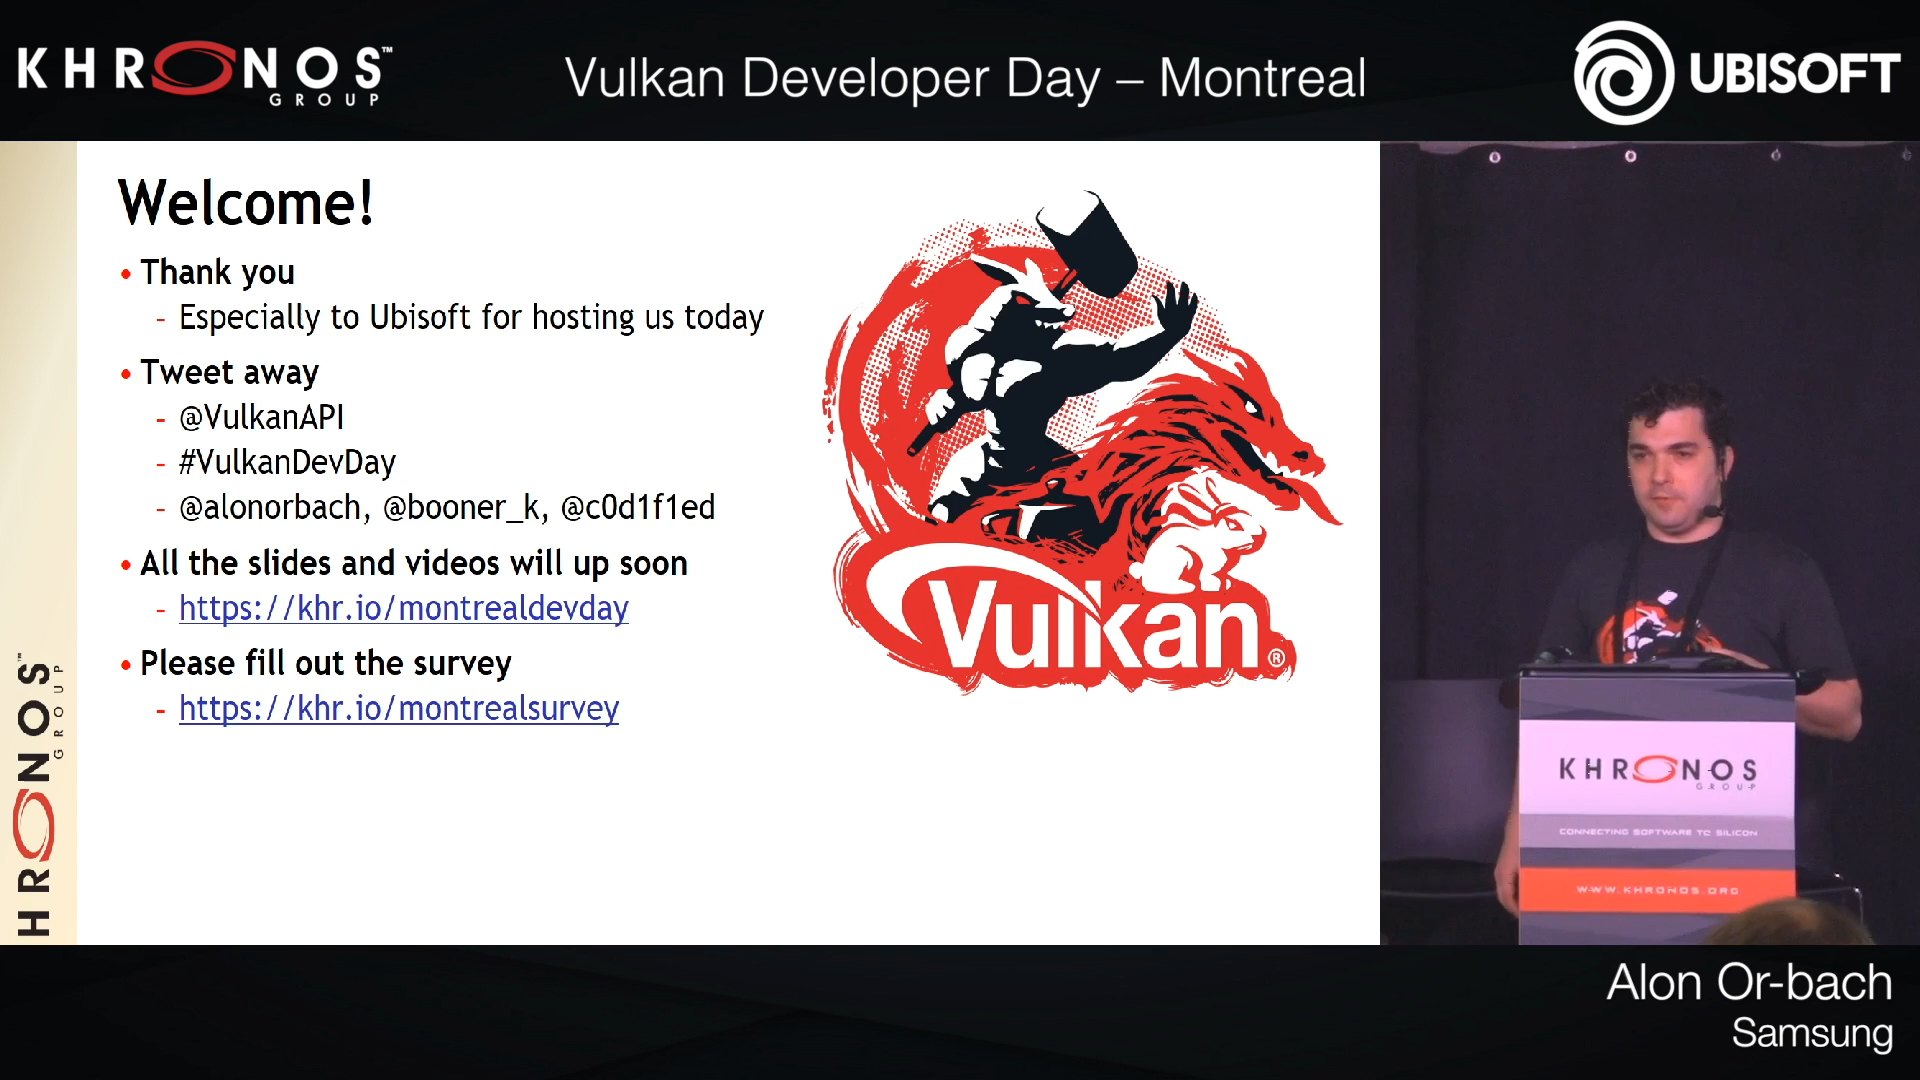 KHRONOS™
GROUP
Vulkan Developer Day – Montreal
UBISOFT
Welcome!
• Thank you
- Especially to Ubisoft for hosting us today
• Tweet away
- @VulkanAPI
- #VulkanDevDay
- @alonorbach, @booner_k, @c0d1f1ed
• All the slides and videos will up soon
- https://khr.io/montrealdevday
• Please fill out the survey
- https://khr.io/montrealsurvey
Vulkan®
HRONOS™
GROUP
KHRONOS
GROUP
CONNECTING SOFTWARE TO SILICON
WWW.KHRONOS.ORG
Alon Or-bach
Samsung